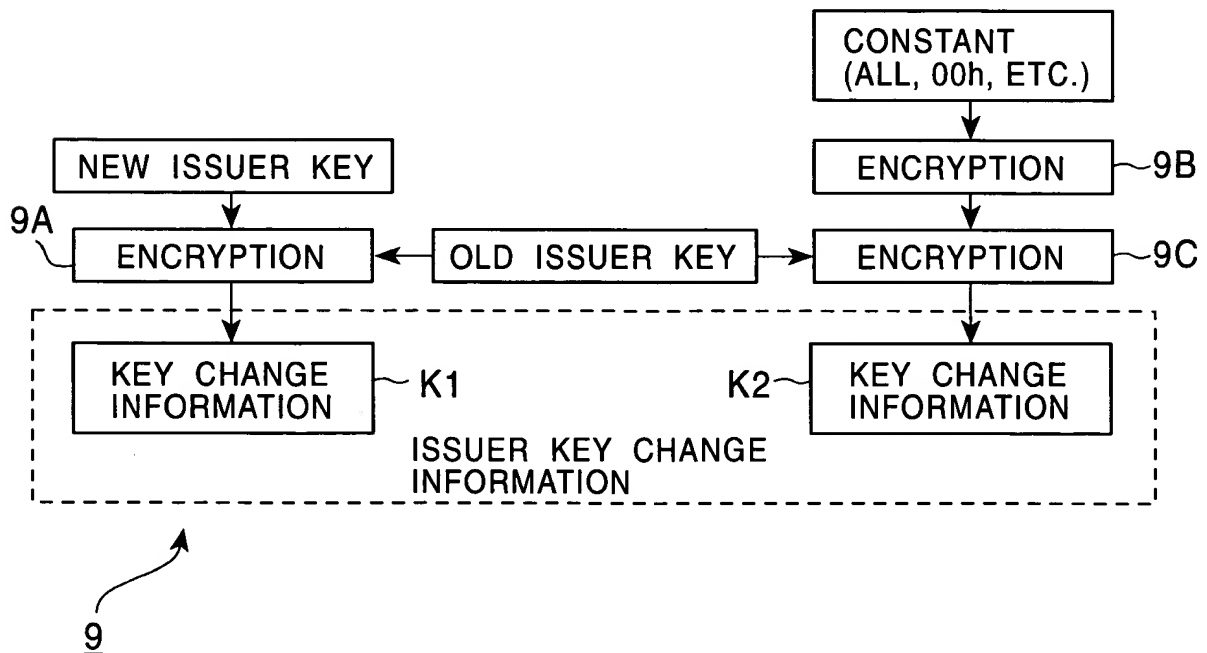 CONSTANT
(ALL, 00h, ETC.)
NEW ISSUER KEY
ENCRYPTION
9B
9A
ENCRYPTION
OLD ISSUER KEY
ENCRYPTION
9C
KEY CHANGE
INFORMATION
K1
K2
KEY CHANGE
INFORMATION
ISSUER KEY CHANGE
INFORMATION
9